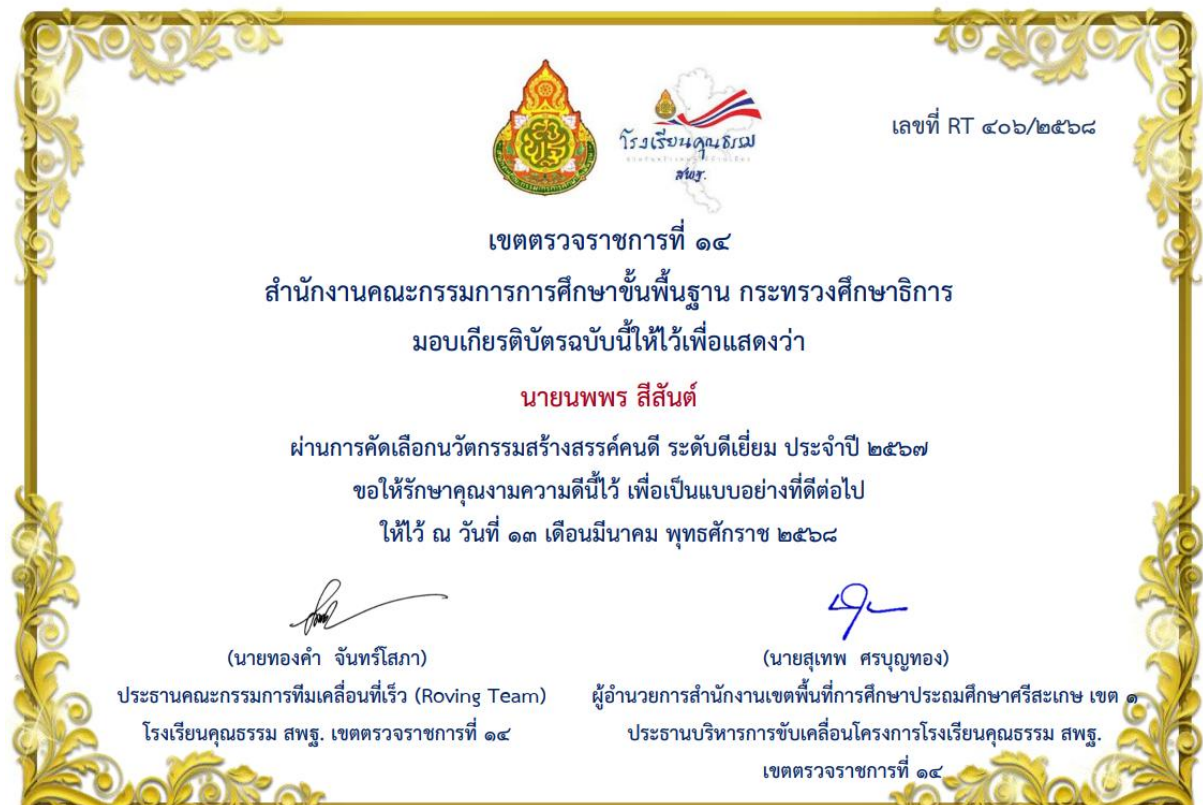 โรงเรียนคุณธรรม
สพฐ.
เลขที่ RT ๔๐๖/๒๕๖๘
เขตตรวจราชการที่ ๑๔
สำนักงานคณะกรรมการการศึกษาขั้นพื้นฐาน กระทรวงศึกษาธิการ
มอบเกียรติบัตรฉบับนี้ให้ไว้เพื่อแสดงว่า
นายนพพร สีสันต์
ผ่านการคัดเลือกนวัตกรรมสร้างสรรค์คนดี ระดับดีเยี่ยม ประจำปี ๒๕๖๗
ขอให้รักษาคุณงามความดีนี้ไว้ เพื่อเป็นแบบอย่างที่ดีต่อไป
ให้ไว้ ณ วันที่ ๑๓ เดือนมีนาคม พุทธศักราช ๒๕๖๘
(นายทองคำ จันทร์โสภา)
ประธานคณะกรรมการทีมเคลื่อนที่เร็ว (Roving Team)
โรงเรียนคุณธรรม สพฐ. เขตตรวจราชการที่ ๑๔
(นายสุเทพ ศรบุญทอง)
ผู้อำนวยการสำนักงานเขตพื้นที่การศึกษาประถมศึกษาศรีสะเกษ เขต ๑
ประธานบริหารการขับเคลื่อนโครงการโรงเรียนคุณธรรม สพฐ.
เขตตรวจราชการที่ ๑๔